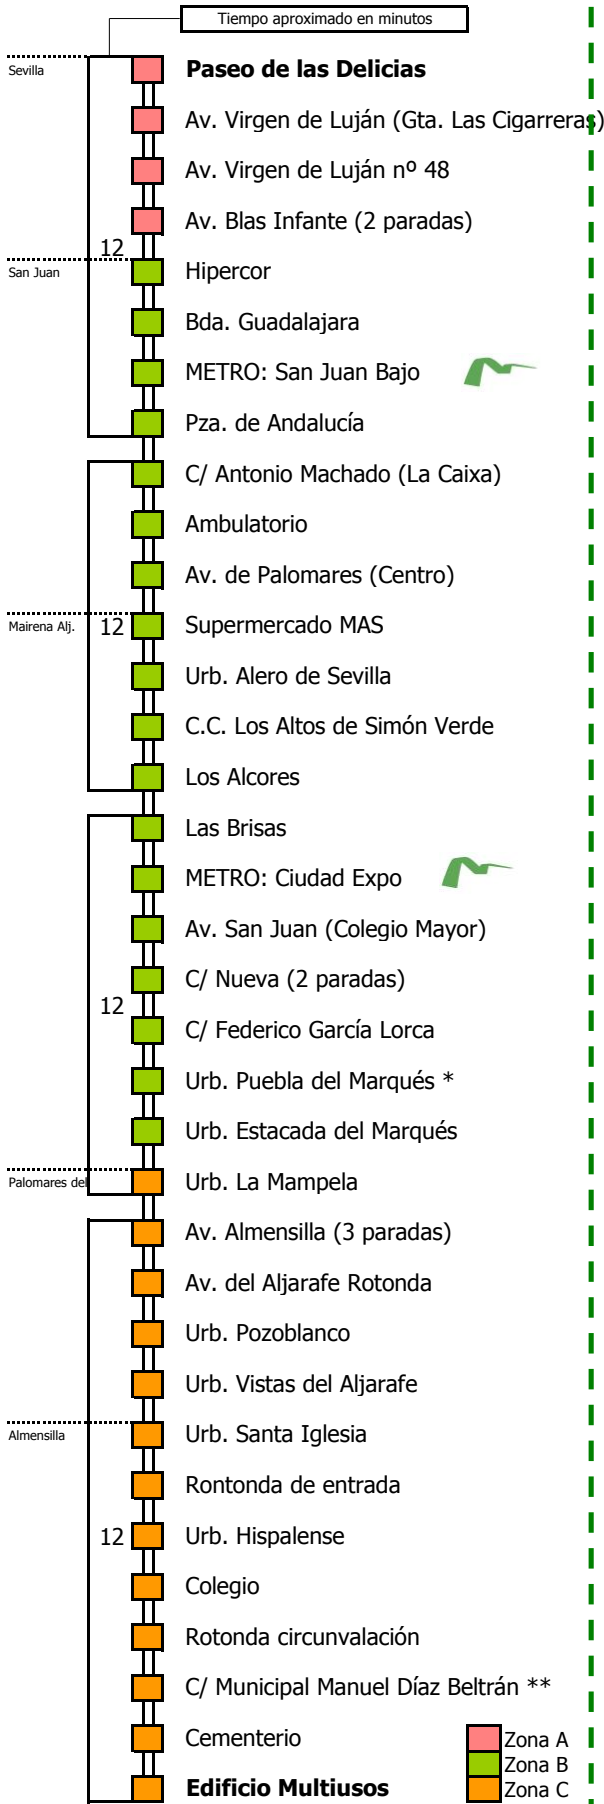 Tiempo aproximado en minutos
Sevilla
Paseo de las Delicias
Av. Virgen de Luján (Gta. Las Cigarreras)
Av. Virgen de Luján nº 48
Av. Blas Infante (2 paradas)
12
San Juan
Hipercor
Bda. Guadalajara
METRO: San Juan Bajo
Pza. de Andalucía
C/ Antonio Machado (La Caixa)
Ambulatorio
Av. de Palomares (Centro)
Mairena Alj.
12
Supermercado MAS
Urb. Alero de Sevilla
C.C. Los Altos de Simón Verde
Los Alcores
Las Brisas
METRO: Ciudad Expo
Av. San Juan (Colegio Mayor)
C/ Nueva (2 paradas)
12
C/ Federico García Lorca
Urb. Puebla del Marqués *
Urb. Estacada del Marqués
Palomares del
Urb. La Mampela
Av. Almensilla (3 paradas)
Av. del Aljarafe Rotonda
Urb. Pozoblanco
Urb. Vistas del Aljarafe
Almensilla
Urb. Santa Iglesia
Rontonda de entrada
12
Urb. Hispalense
Colegio
Rotonda circunvalación
C/ Municipal Manuel Díaz Beltrán **
Cementerio
Edificio Multiusos
Zona A
Zona B
Zona C